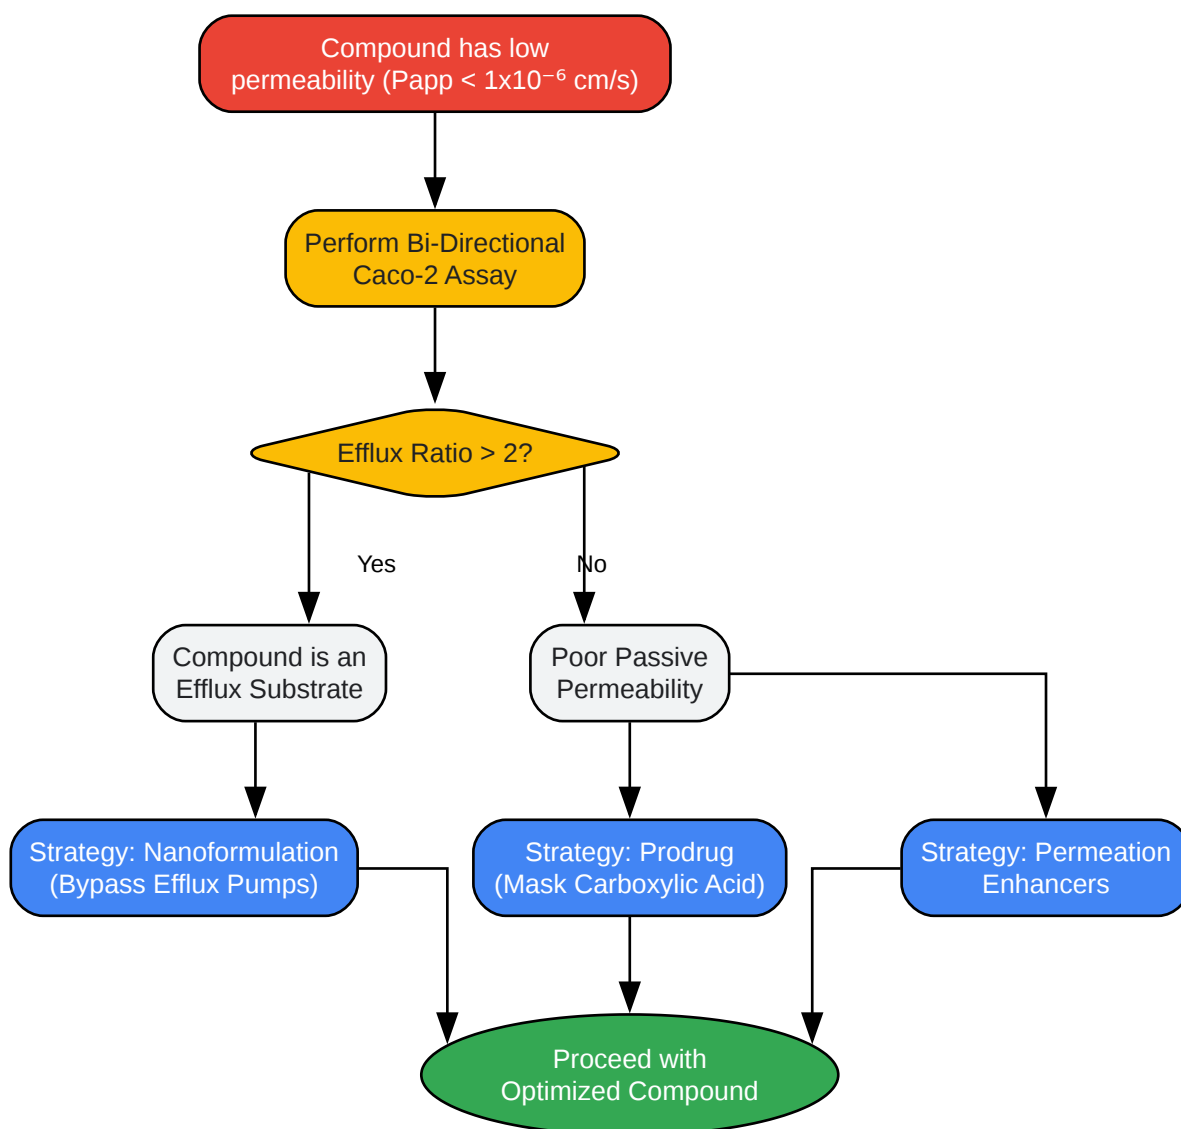 Compound has low
permeability (Papp < 1x10⁻⁶ cm/s)
Perform Bi-Directional
Caco-2 Assay
Efflux Ratio > 2?
Yes
No
Compound is an
Efflux Substrate
Poor Passive
Permeability
Strategy: Nanoformulation
(Bypass Efflux Pumps)
Strategy: Prodrug
(Mask Carboxylic Acid)
Strategy: Permeation
Enhancers
Proceed with
Optimized Compound